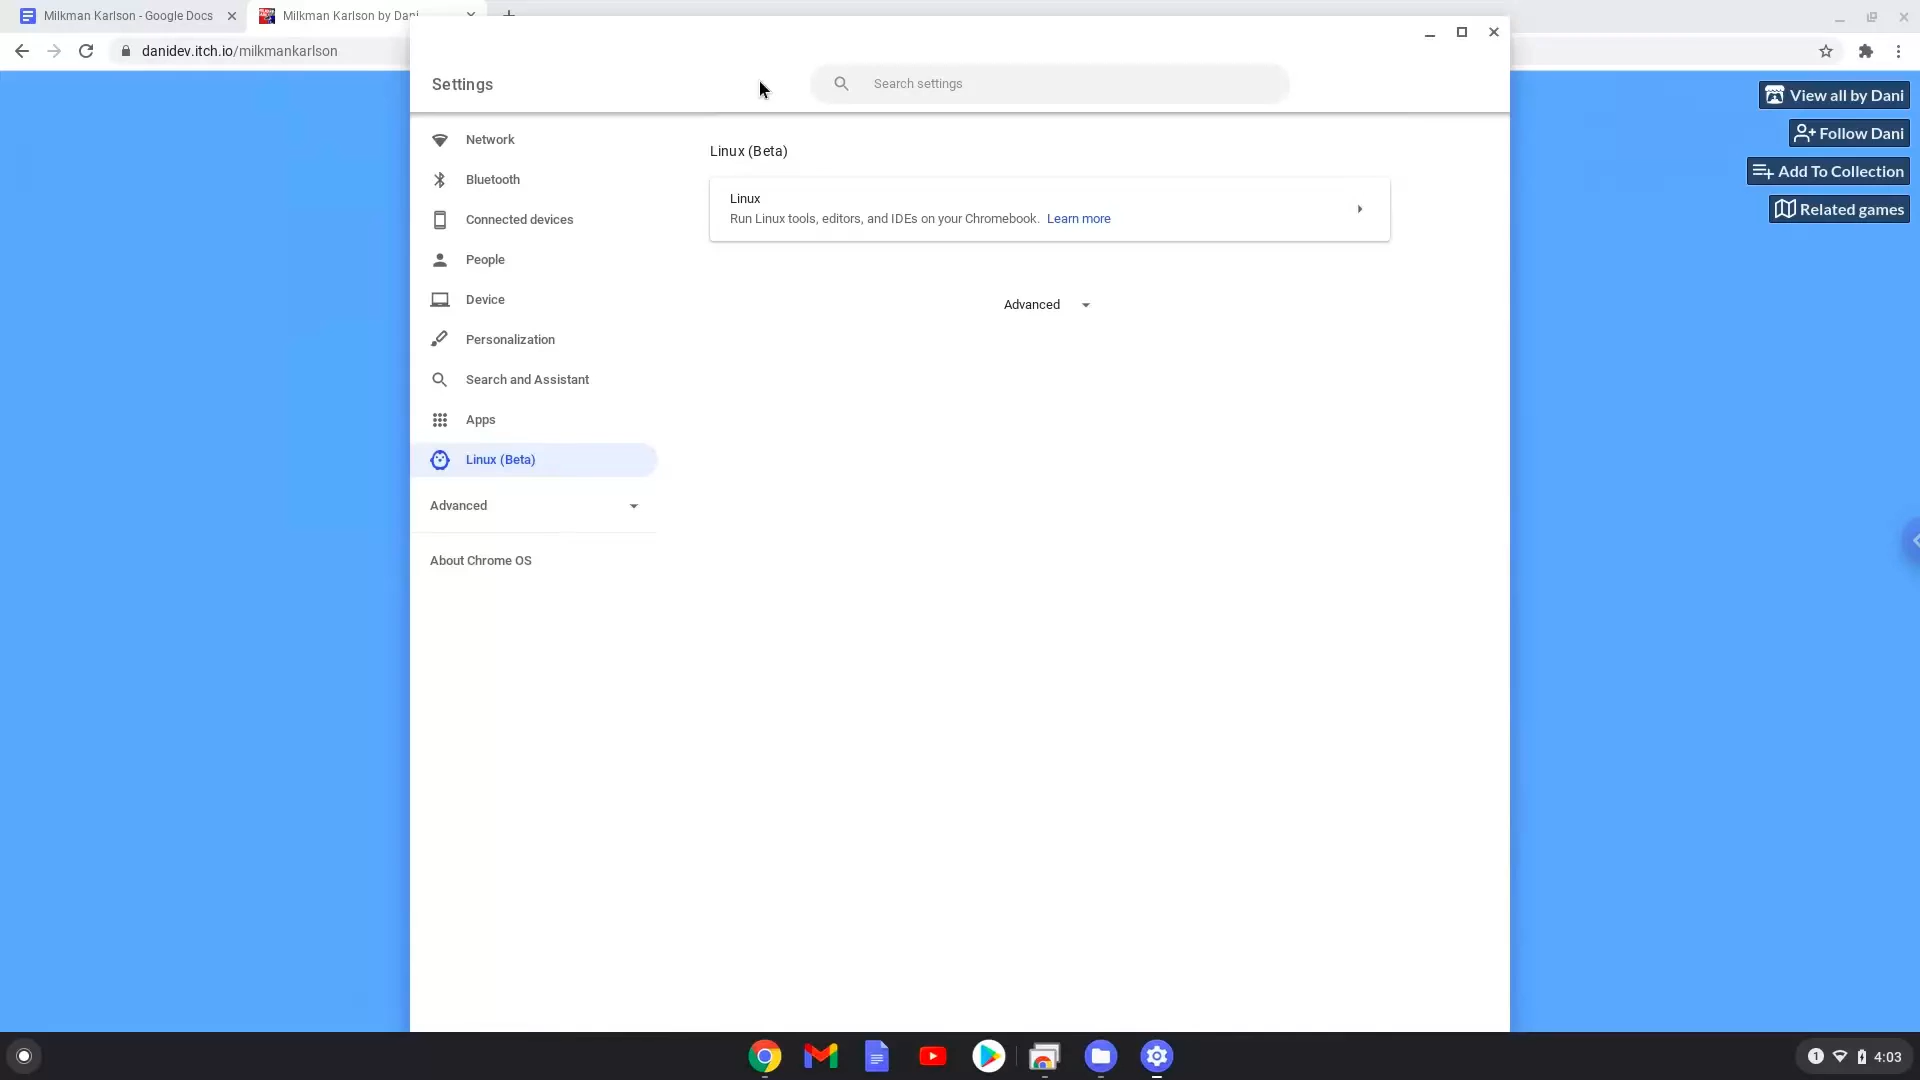 Milkman Karlson - Google Docs
Milkman Karlson by Dani
danidev.itch.io/milkmankarlson
Settings
Search settings
View all by Dani
Follow Dani
Add To Collection
Related games
Network
Bluetooth
Connected devices
People
Device
Personalization
Search and Assistant
Apps
Linux (Beta)
Advanced
About Chrome OS
Linux (Beta)
Linux
Run Linux tools, editors, and IDEs on your Chromebook. Learn more
Advanced
1
4:03